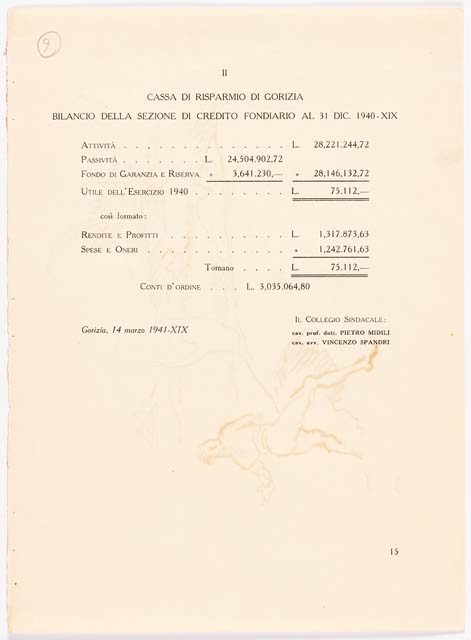 9
II
CASSA DI RISPARMIO DI GORIZIA
BILANCIO DELLA SEZIONE DI CREDITO FONDIARIO AL 31 DIC. 1940-XIX
ATTIVITÀ . . . . . . . . . . . . . . L. 28,221.244,72
PASSIVITÀ . . . . . . . L. 24,504.902,72
FONDO DI GARANZIA E RISERVA » 3,641.230,— » 28,146,132,72
UTILE DELL'ESERCIZIO 1940 . . . . . . . . L. 75.112,—
così formato:
RENDITE E PROFITTI . . . . . . . . . . L. 1,317.873,63
SPESE E ONERI . . . . . . . . . . . . » 1,242.761,63
Tornano . . . . L. 75.112,—
CONTI D'ORDINE . . . L. 3,035.064,80
Gorizia, 14 marzo 1941-XIX
IL COLLEGIO SINDACALE:
cav. prof. dott. PIETRO MIDILI
cav. avv. VINCENZO SPANDRI
15